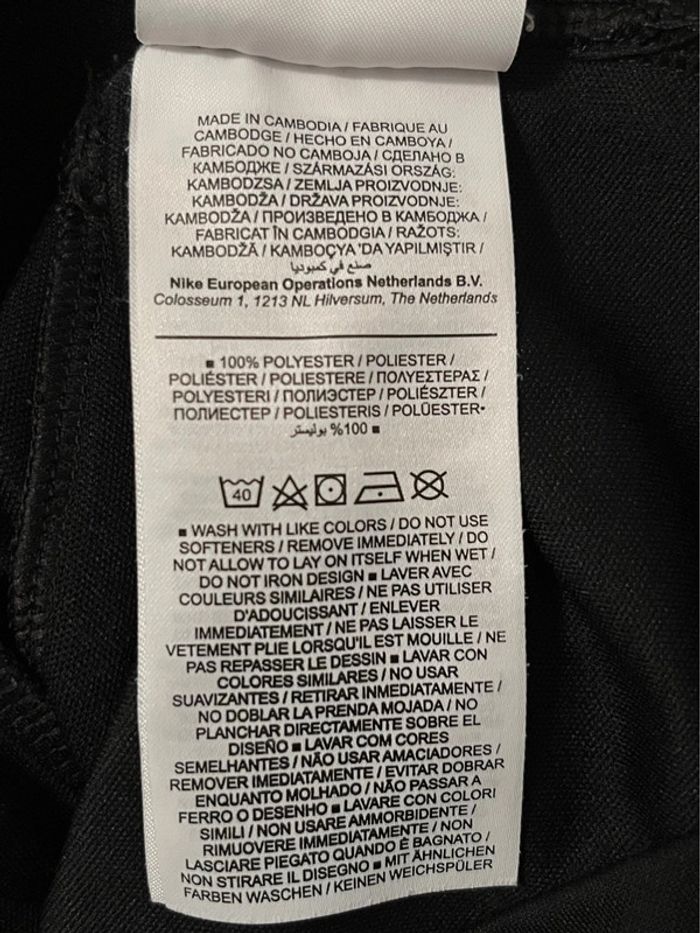 MADE IN CAMBODIA / FABRIQUE AU
CAMBODGE / HECHO EN CAMBOYA /
FABRICADO NO CAMBOJA / СДЕЛАНО В
КАМБОДЖЕ / SZÁRMAZÁSI ORSZÁG:
KAMBODZSA / ZEMLJA PROIZVODNJE:
KAMBODŽA / DRŽAVA PROIZVODNJE:
KAMBODŽA / ПРОИЗВЕДЕНО В КАМБОДЖА /
FABRICAT ÎN CAMBODGIA / RAŽOTS:
KAMBODŽĀ / KAMBOÇYA'DA YAPILMIŞTIR /
صنع في كمبوديا
Nike European Operations Netherlands B.V.
Colosseum 1, 1213 NL Hilversum, The Netherlands
■ 100% POLYESTER / POLIESTER /
POLIÉSTER / POLIESTERE / ΠΟΛΥΕΣΤΕΡΑΣ /
POLYESTERI / ПОЛИЭСТЕР / POLIÉSZTER /
ПОЛИЕСТЕР / POLIESTERIS / POLÜESTER•
■ 100% بوليستر
40
■ WASH WITH LIKE COLORS / DO NOT USE
SOFTENERS / REMOVE IMMEDIATELY / DO
NOT ALLOW TO LAY ON ITSELF WHEN WET /
DO NOT IRON DESIGN ■ LAVER AVEC
COULEURS SIMILAIRES / NE PAS UTILISER
D'ADOUCISSANT / ENLEVER
IMMEDIATEMENT / NE PAS LAISSER LE
VETEMENT PLIE LORSQU'IL EST MOUILLE / NE
PAS REPASSER LE DESSIN ■ LAVAR CON
COLORES SIMILARES / NO USAR
SUAVIZANTES / RETIRAR INMEDIATAMENTE /
NO DOBLAR LA PRENDA MOJADA / NO
PLANCHAR DIRECTAMENTE SOBRE EL
DISEÑO ■ LAVAR COM CORES
SEMELHANTES / NÃO USAR AMACIADORES /
REMOVER IMEDIATAMENTE / EVITAR DOBRAR
ENQUANTO MOLHADO / NÃO PASSAR A
FERRO O DESENHO ■ LAVARE CON COLORI
SIMILI / NON USARE AMMORBIDENTE /
RIMUOVERE IMMEDIATAMENTE / NON
LASCIARE PIEGATO QUANDO È BAGNATO /
NON STIRARE IL DISEGNO ■ MIT ÄHNLICHEN
FARBEN WASCHEN / KEINEN WEICHSPÜLER